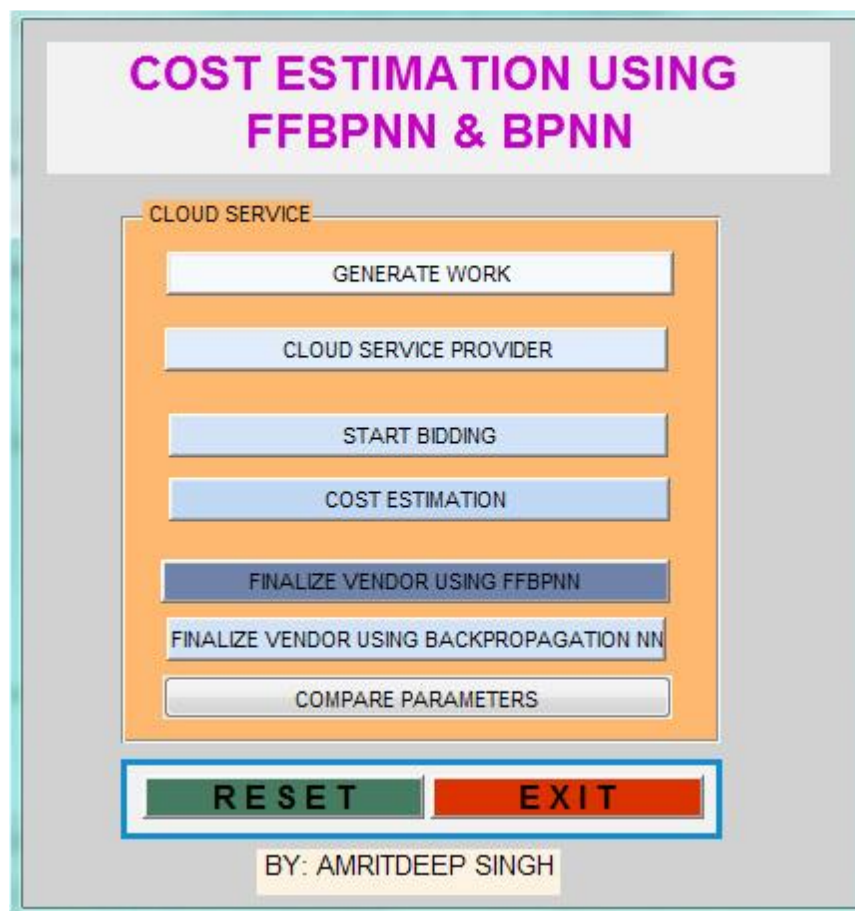 COST ESTIMATION USING
FFBPNN & BPNN
CLOUD SERVICE
GENERATE WORK
CLOUD SERVICE PROVIDER
START BIDDING
COST ESTIMATION
FINALIZE VENDOR USING FFBPNN
FINALIZE VENDOR USING BACKPROPAGATION NN
COMPARE PARAMETERS
RESET EXIT
BY: AMRITDEEP SINGH